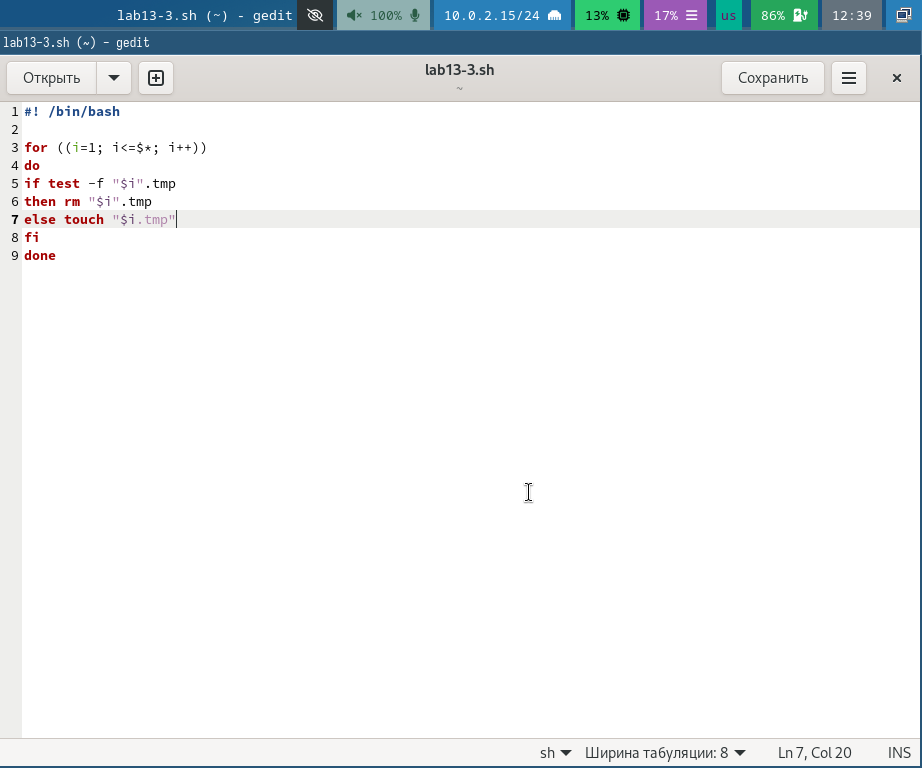 lab13-3.sh (~) - gedit 100% 10.0.2.15/24 13% 17% us 86% 12:39
lab13-3.sh (~) - gedit
Открыть lab13-3.sh Сохранить
~
1 #! /bin/bash
2
3 for ((i=1; i<=$*; i++))
4 do
5 if test -f "$i".tmp
6 then rm "$i".tmp
7 else touch "$i.tmp"
8 fi
9 done
sh Ширина табуляции: 8 Ln 7, Col 20 INS